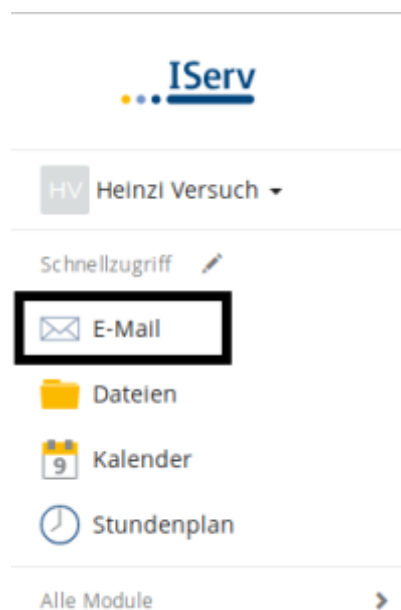 IServ
HV Heinzi Versuch
Schnellzugriff
E-Mail
Dateien
9 Kalender
Stundenplan
Alle Module